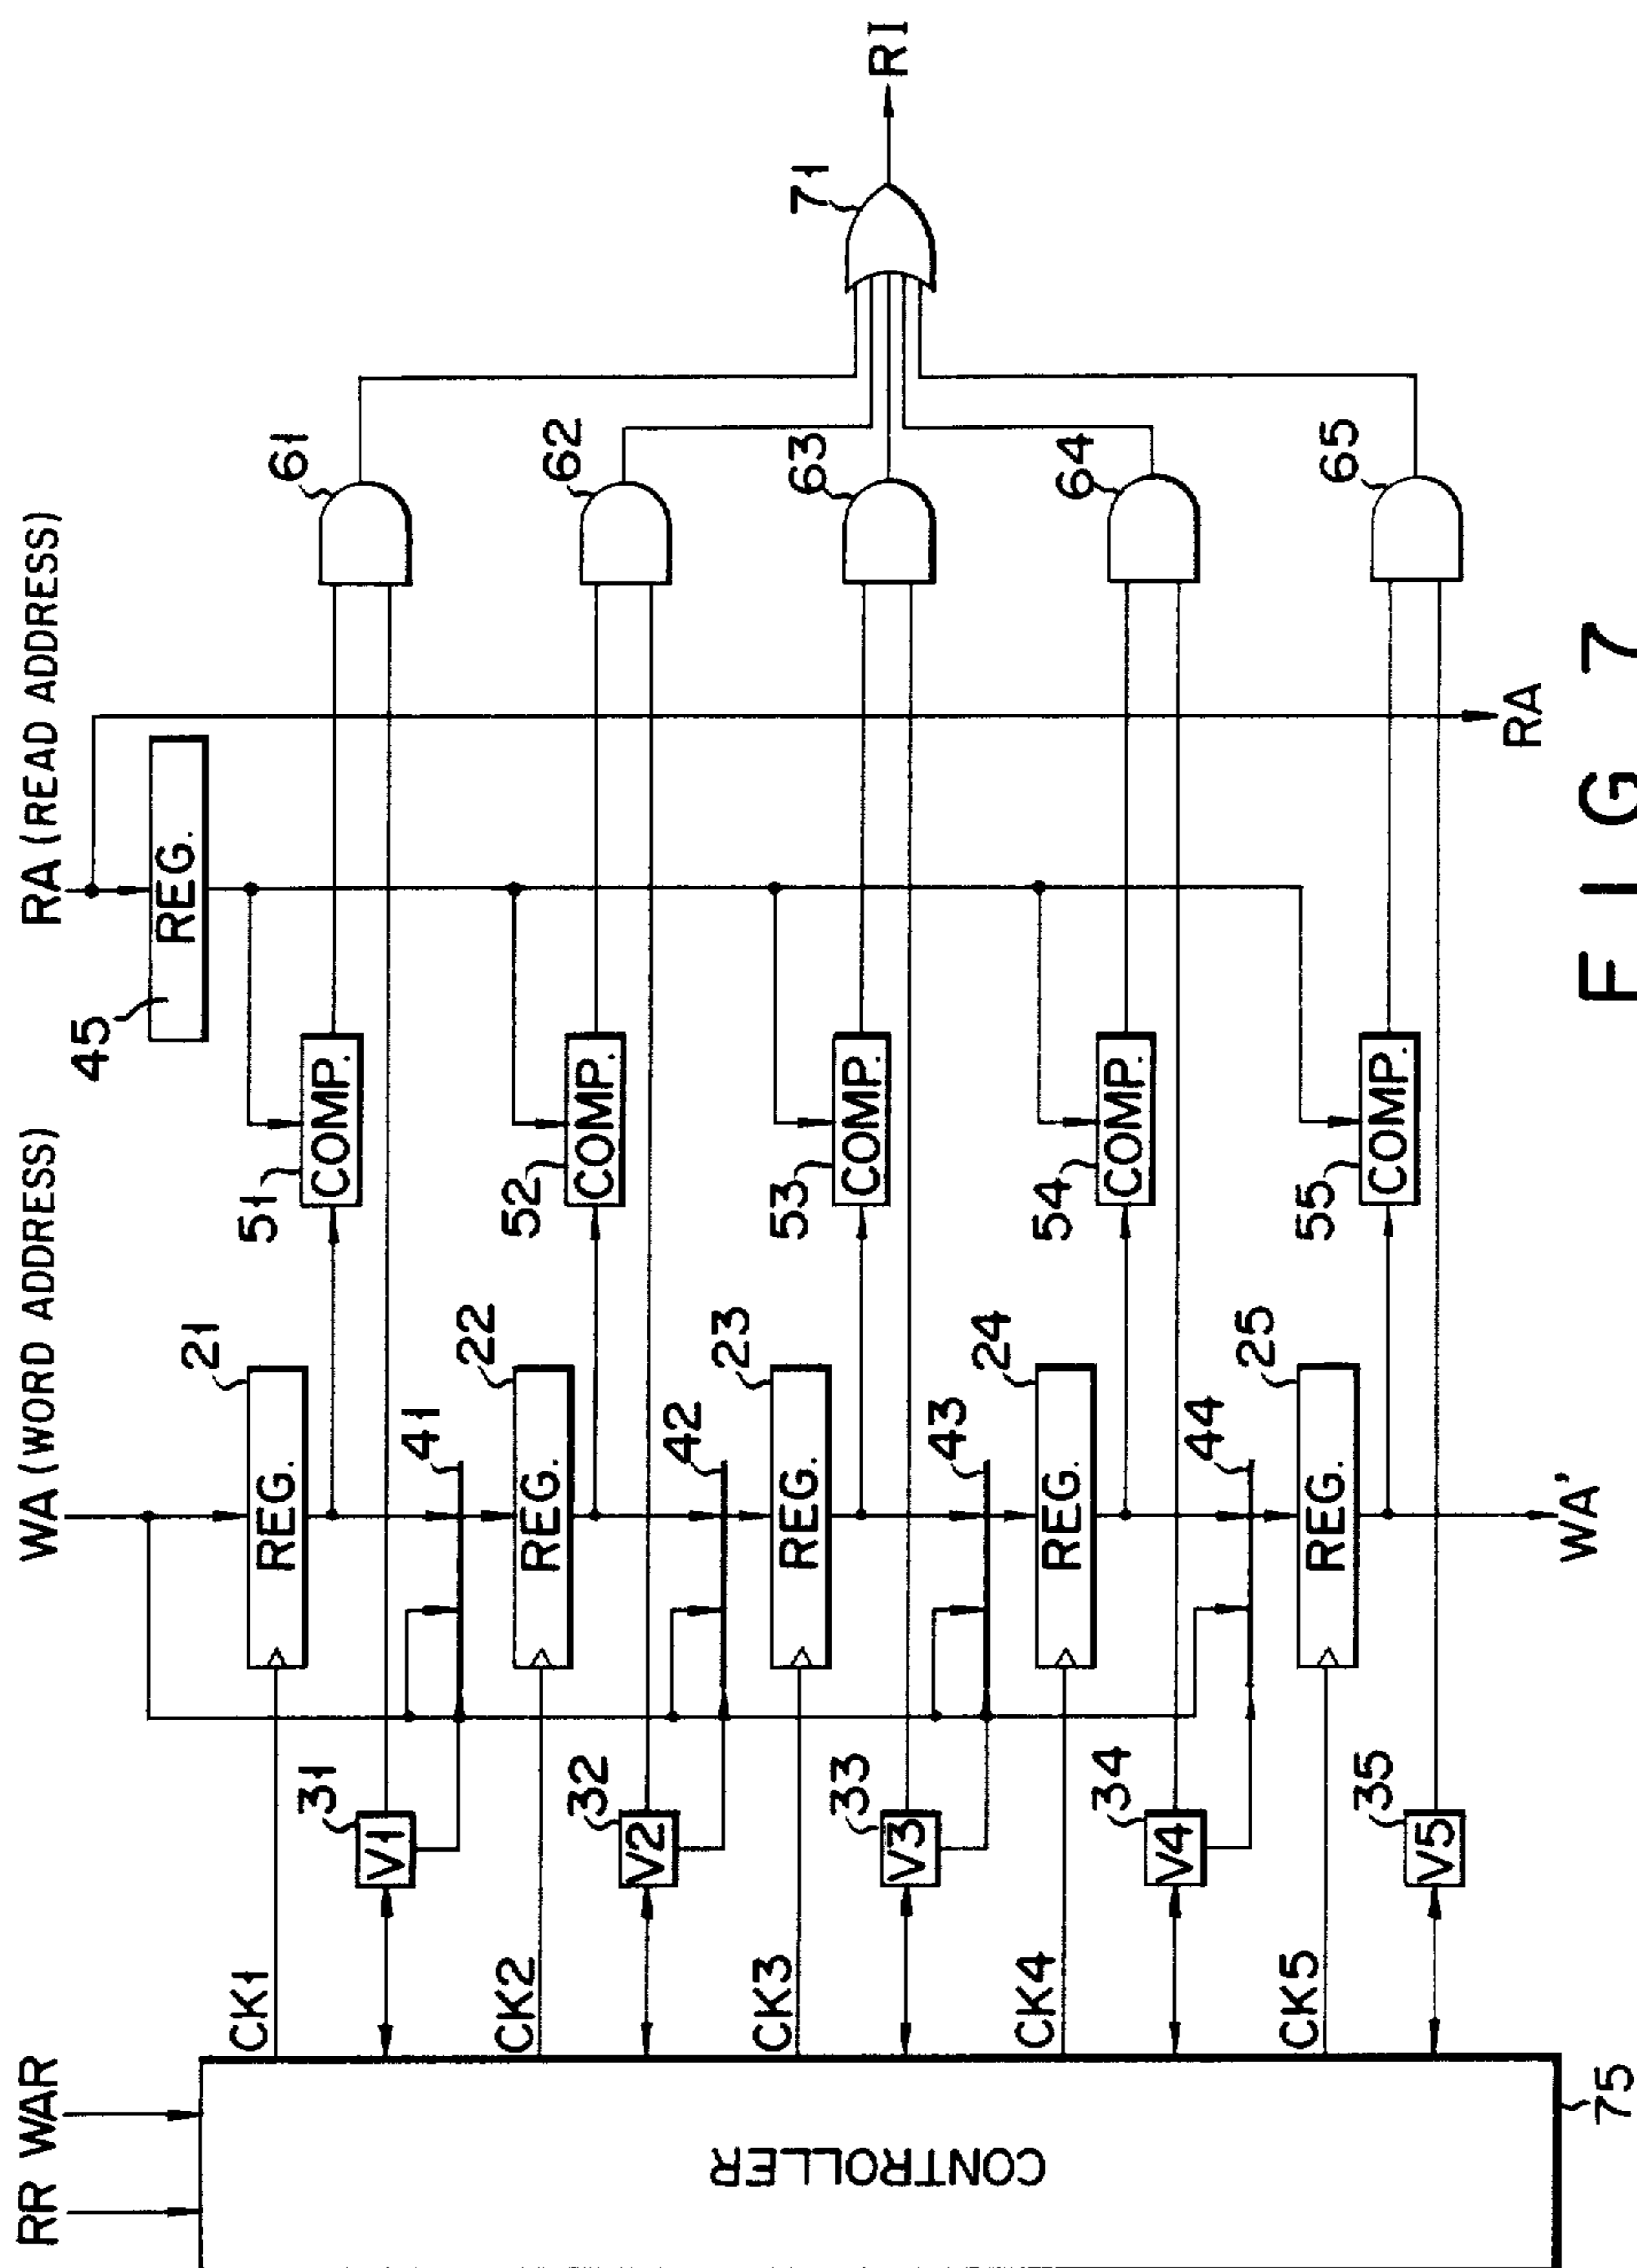 RR
WAR
WA (WORD ADDRESS)
RA (READ ADDRESS)
45
REG.
CK1
31
V1
21
REG.
41
51
COMP.
61
CK2
32
V2
22
REG.
42
52
COMP.
62
CK3
33
V3
23
REG.
43
53
COMP.
63
71
RI
CK4
34
V4
24
REG.
44
54
COMP.
64
CK5
35
V5
25
REG.
55
COMP.
65
CONTROLLER
75
WA'
RA
FIG 7